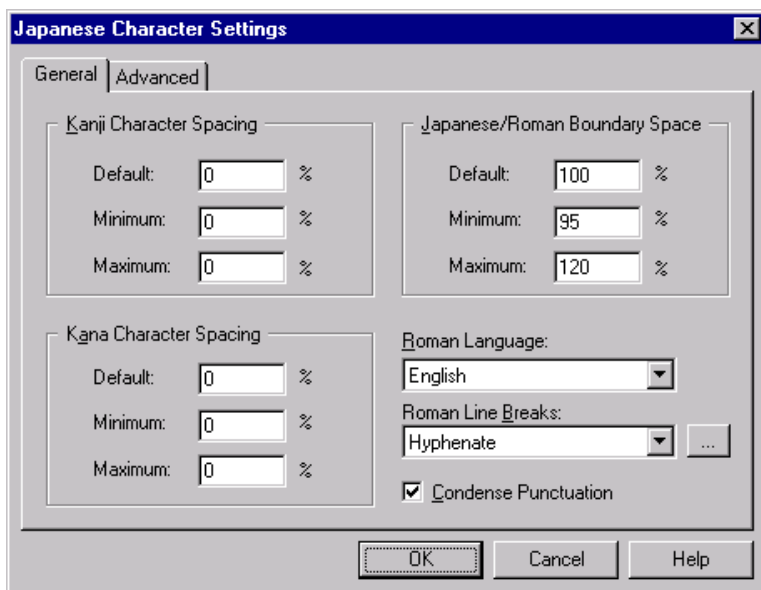 Japanese Character Settings
General Advanced
Kanji Character Spacing
Default: 0 %
Minimum: 0 %
Maximum: 0 %
Japanese/Roman Boundary Space
Default: 100 %
Minimum: 95 %
Maximum: 120 %
Kana Character Spacing
Default: 0 %
Minimum: 0 %
Maximum: 0 %
Roman Language:
English
Roman Line Breaks:
Hyphenate ...
Condense Punctuation
OK Cancel Help